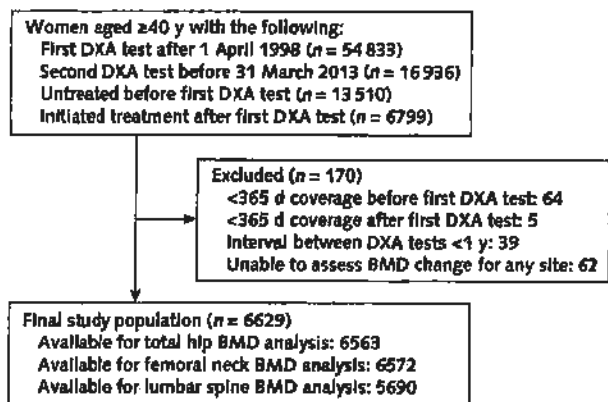 Women aged ≥40 y with the following:
First DXA test after 1 April 1998 (n = 54 833)
Second DXA test before 31 March 2013 (n = 16 936)
Untreated before first DXA test (n = 13 510)
Initiated treatment after first DXA test (n = 6799)
Excluded (n = 170)
<365 d coverage before first DXA test: 64
<365 d coverage after first DXA test: 5
Interval between DXA tests <1 y: 39
Unable to assess BMD change for any site: 62
Final study population (n = 6629)
Available for total hip BMD analysis: 6563
Available for femoral neck BMD analysis: 6572
Available for lumbar spine BMD analysis: 5690